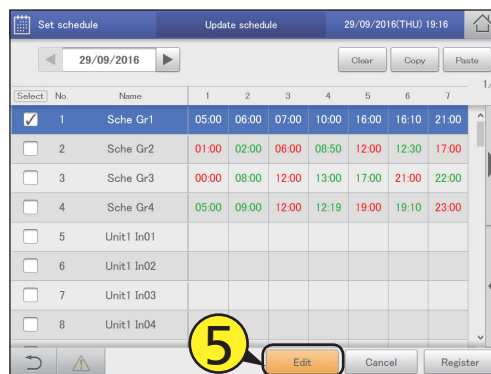 Set schedule Update schedule 29/09/2016(THU) 19:16
29/09/2016 Clear Copy Paste
1/
Select No. Name 1 2 3 4 5 6 7
1 Sche Gr1 05:00 06:00 07:00 10:00 16:00 16:10 21:00
2 Sche Gr2 01:00 02:00 06:00 08:50 12:00 12:30 17:00
3 Sche Gr3 00:00 08:00 12:00 13:00 17:00 21:00 22:00
4 Sche Gr4 05:00 09:00 12:00 12:19 19:00 19:10 23:00
5 Unit1 In01
6 Unit1 In02
7 Unit1 In03
8 Unit1 In04
5
Edit Cancel Register